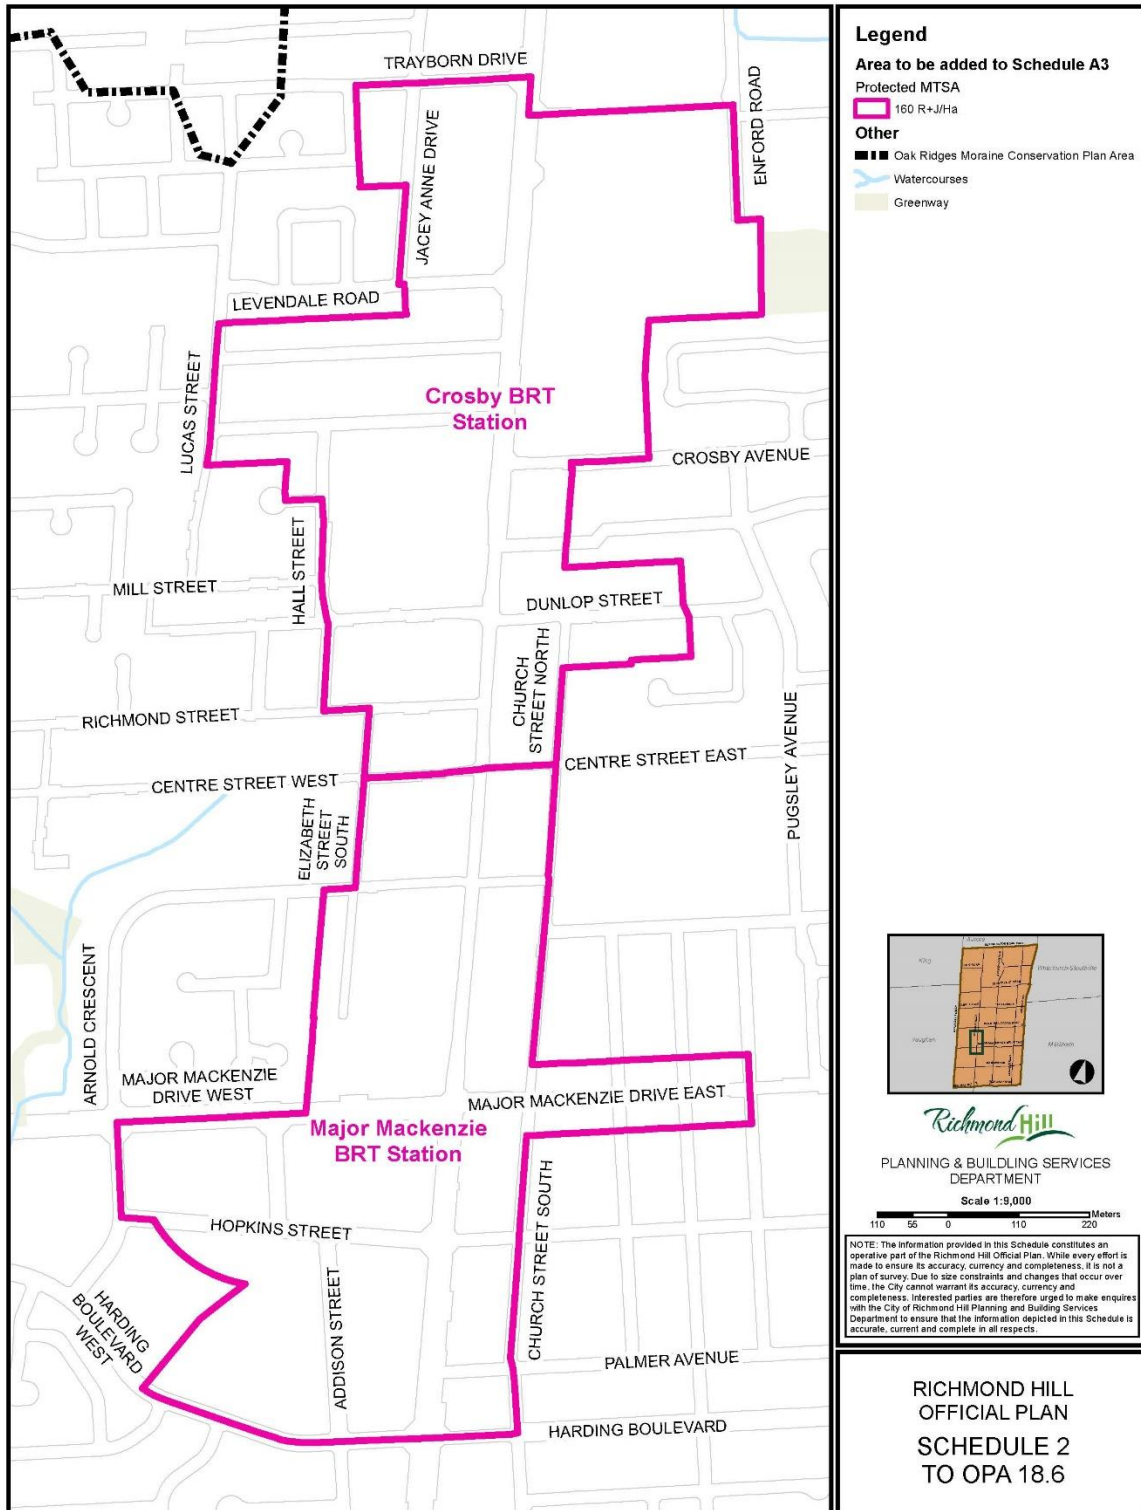 TRAYBORN DRIVE
ENFORD ROAD
JACEY ANNE DRIVE
LEVENDALE ROAD
LUCAS STREET
Crosby BRT
Station
CROSBY AVENUE
HALL STREET
MILL STREET
DUNLOP STREET
CHURCH
STREET NORTH
RICHMOND STREET
CENTRE STREET WEST
CENTRE STREET EAST
PUGSLEY AVENUE
ELIZABETH
STREET
SOUTH
ARNOLD CRESCENT
MAJOR MACKENZIE
DRIVE WEST
MAJOR MACKENZIE DRIVE EAST
Major Mackenzie
BRT Station
CHURCH STREET SOUTH
HOPKINS STREET
ADDISON STREET
HARDING
BOULEVARD
WEST
PALMER AVENUE
HARDING BOULEVARD
Legend
Area to be added to Schedule A3
Protected MTSA
160 R+J/Ha
Other
Oak Ridges Moraine Conservation Plan Area
Watercourses
Greenway
King
Vaughan
Markham
Richmond Hill
PLANNING & BUILDLING SERVICES
DEPARTMENT
Scale 1:9,000
Meters
110 55 0 110 220
NOTE: The information provided in this Schedule constitutes an
operative part of the Richmond Hill Official Plan. While every effort is
made to ensure its accuracy, currency and completeness, it is not a
plan of survey. Due to size constraints and changes that occur over
time, the City cannot warrant its accuracy, currency and
completeness. Interested parties are therefore urged to make enquires
with the City of Richmond Hill Planning and Building Services
Department to ensure that the information depicted in this Schedule is
accurate, current and complete in all respects.
RICHMOND HILL
OFFICIAL PLAN
SCHEDULE 2
TO OPA 18.6